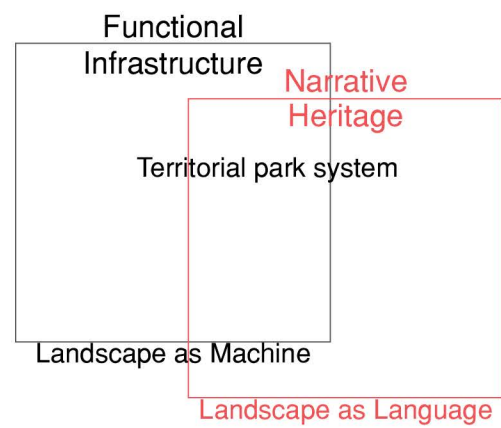 Functional
Infrastructure
Narrative
Heritage
Territorial park system
Landscape as Machine
Landscape as Language